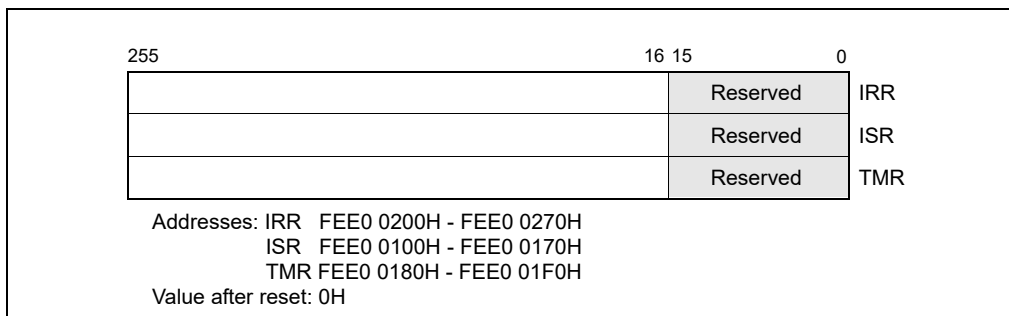 255 16 15 0
Reserved IRR
Reserved ISR
Reserved TMR
Addresses: IRR FEE0 0200H - FEE0 0270H
ISR FEE0 0100H - FEE0 0170H
TMR FEE0 0180H - FEE0 01F0H
Value after reset: 0H